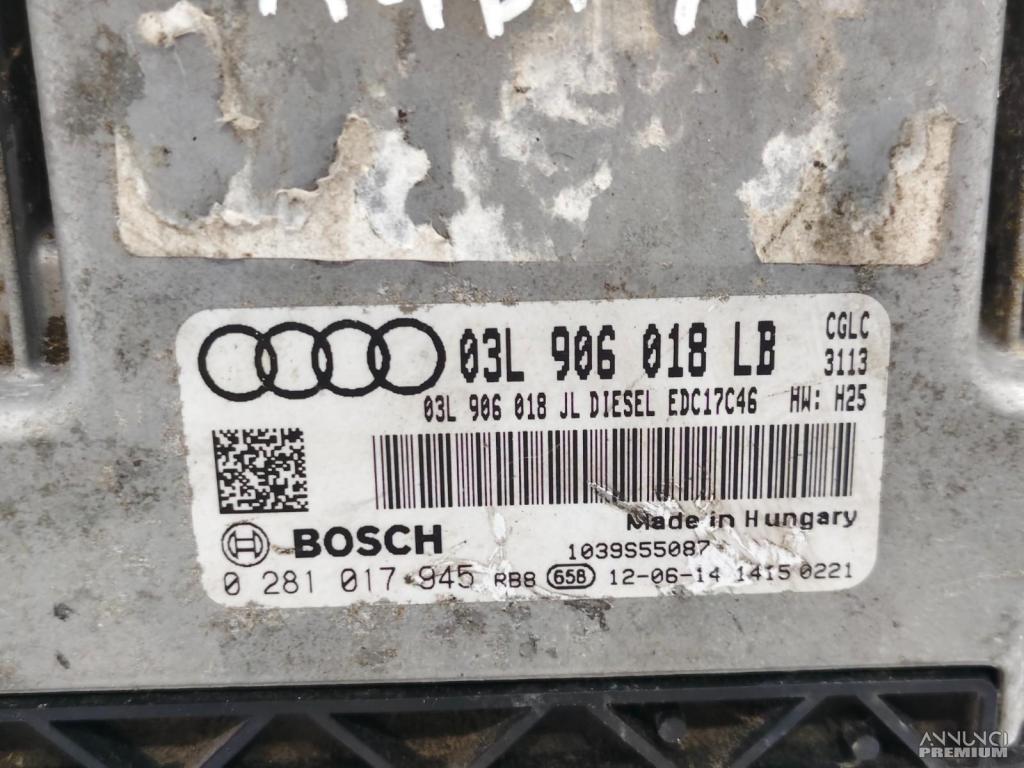 03L 906 018 LB CGLC
3113
03L 906 018 JL DIESEL EDC17C46 HW: H25
Made in Hungary
BOSCH
1039S55087
0 281 017 945 RB8 658 12-06-14 1415 0221
ANNUNCI
PREMIUM